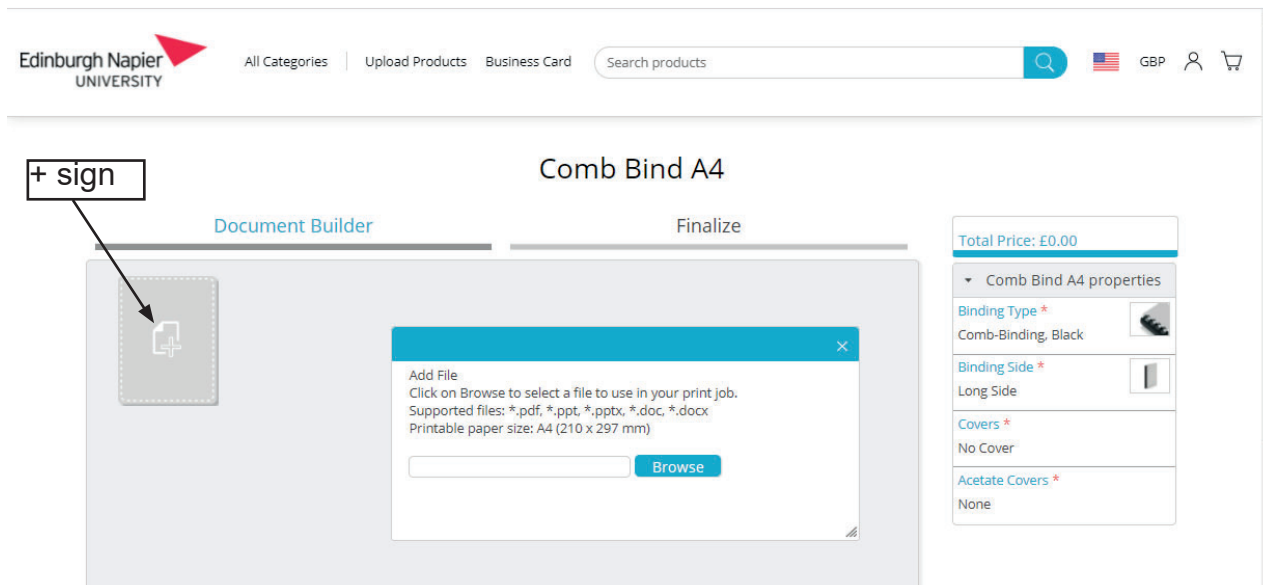 Edinburgh Napier
UNIVERSITY
All Categories Upload Products Business Card Search products GBP
Comb Bind A4
+ sign
Document Builder Finalize
Total Price: £0.00
Comb Bind A4 properties
Binding Type *
Comb-Binding, Black
Binding Side *
Long Side
Covers *
No Cover
Acetate Covers *
None
Add File
Click on Browse to select a file to use in your print job.
Supported files: *.pdf, *.ppt, *.pptx, *.doc, *.docx
Printable paper size: A4 (210 x 297 mm)
Browse